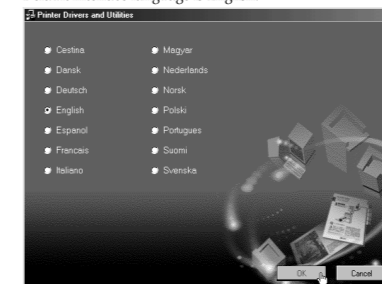 Printer Drivers and Utilities
Cestina
Dansk
Deutsch
English
Espanol
Francais
Italiano
Magyar
Nederlands
Norsk
Polski
Portugues
Suomi
Svenska
OK
Cancel